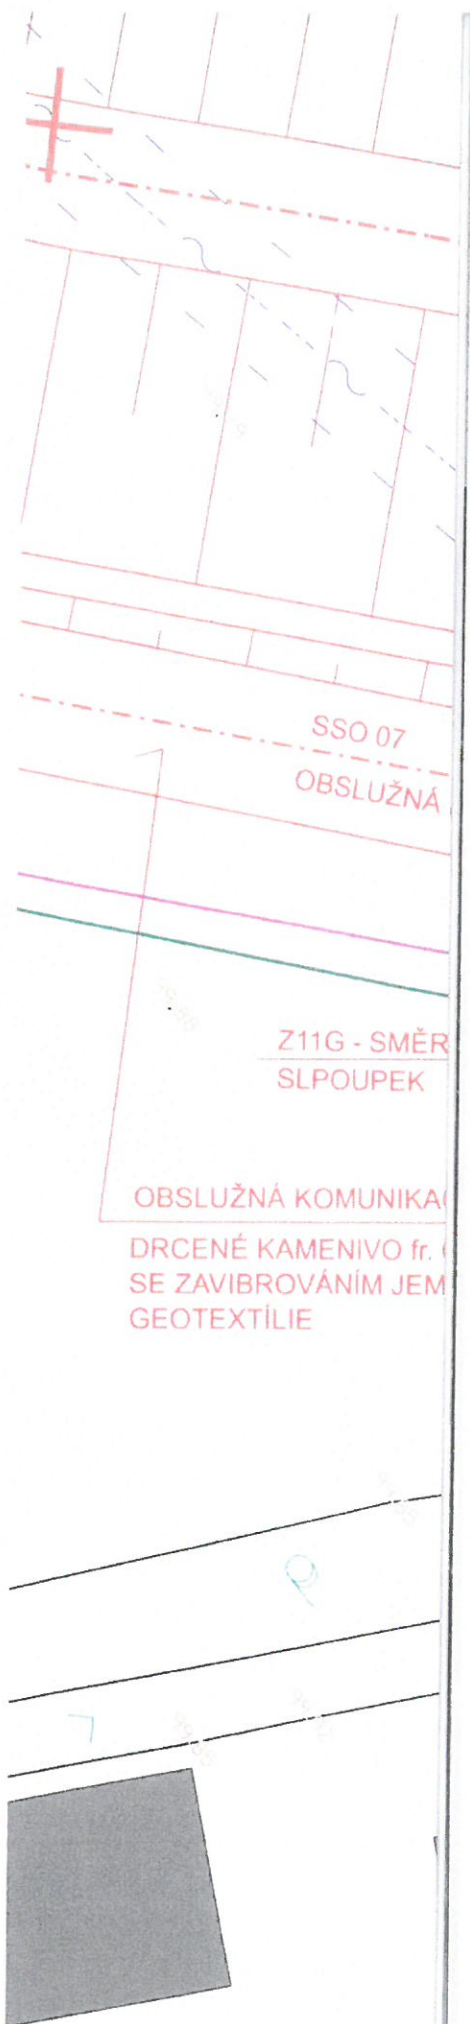 SSO 07
OBSLUŽNÁ
Z11G - SMĚR
SLPOUPEK
OBSLUŽNÁ KOMUNIKA
DRCENÉ KAMENIVO fr.
SE ZAVIBROVÁNÍM JEM
GEOTEXTÍLIE